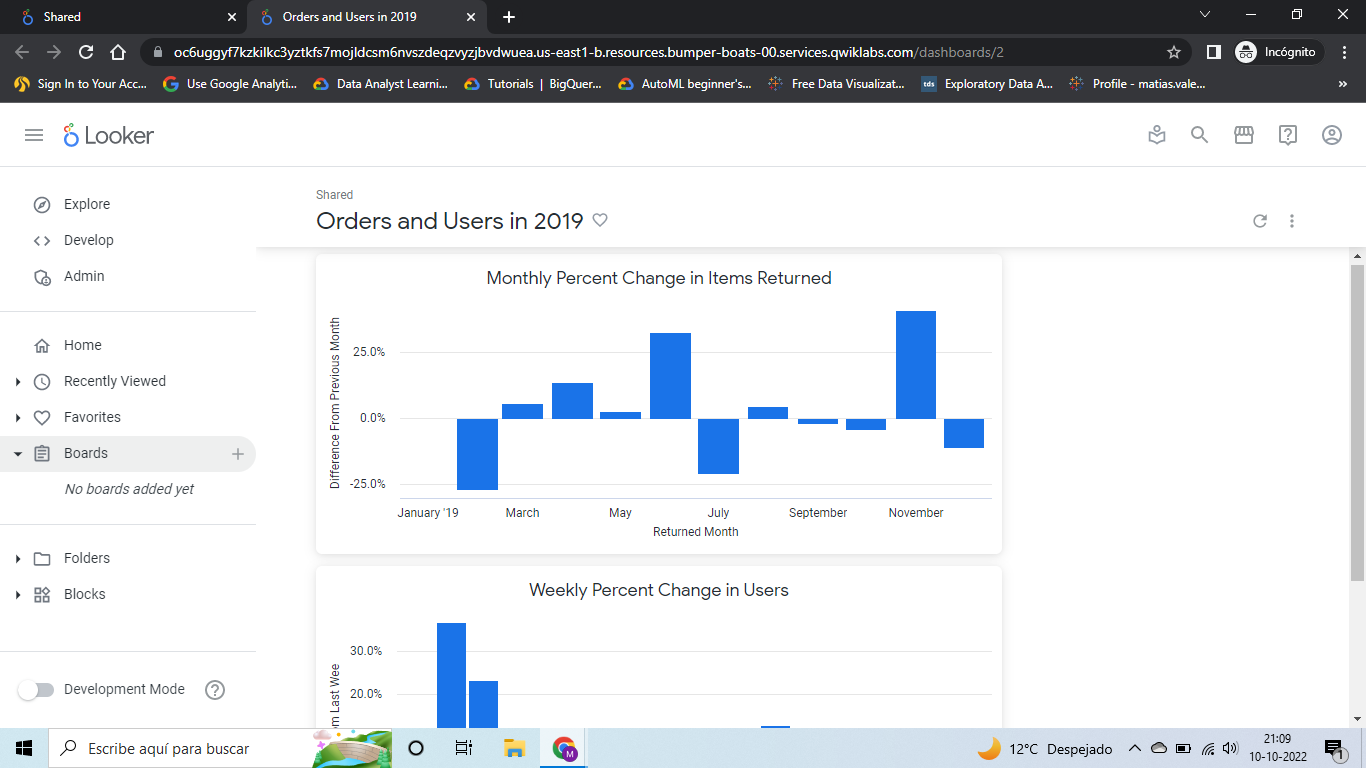 Shared
Orders and Users in 2019
oc6uggyf7kzkilkc3yztkfs7mojldcsm6nvszdeqzvyzjbvdwuea.us-east1-b.resources.bumper-boats-00.services.qwiklabs.com/dashboards/2
Incógnito
Sign In to Your Acc...
Use Google Analyti...
Data Analyst Learni...
Tutorials | BigQuer...
AutoML beginner's...
Free Data Visualizat...
tds
Exploratory Data A...
Profile - matias.vale...
»
Looker
Explore
Develop
Admin
Home
Recently Viewed
Favorites
Boards
No boards added yet
Folders
Blocks
Development Mode
Shared
Orders and Users in 2019
Monthly Percent Change in Items Returned
Difference From Previous Month
25.0%
0.0%
-25.0%
January '19
March
May
July
September
November
Returned Month
Weekly Percent Change in Users
om Last Wee
30.0%
20.0%
Escribe aquí para buscar
M
12°C Despejado
21:09
10-10-2022
1